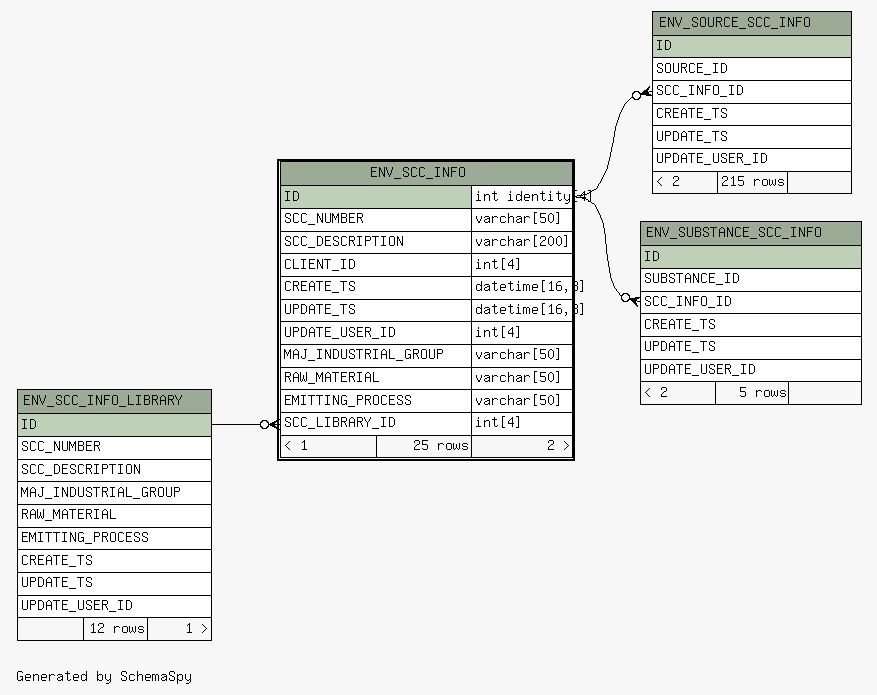 ENV_SOURCE_SCC_INFO
ID
SOURCE_ID
SCC_INFO_ID
CREATE_TS
UPDATE_TS
UPDATE_USER_ID
< 2 215 rows
ENV_SCC_INFO
ID int identity[4]
SCC_NUMBER varchar[50]
SCC_DESCRIPTION varchar[200]
CLIENT_ID int[4]
CREATE_TS datetime[16,3]
UPDATE_TS datetime[16,3]
UPDATE_USER_ID int[4]
MAJ_INDUSTRIAL_GROUP varchar[50]
RAW_MATERIAL varchar[50]
EMITTING_PROCESS varchar[50]
SCC_LIBRARY_ID int[4]
< 1 25 rows 2 >
ENV_SUBSTANCE_SCC_INFO
ID
SUBSTANCE_ID
SCC_INFO_ID
CREATE_TS
UPDATE_TS
UPDATE_USER_ID
< 2 5 rows
ENV_SCC_INFO_LIBRARY
ID
SCC_NUMBER
SCC_DESCRIPTION
MAJ_INDUSTRIAL_GROUP
RAW_MATERIAL
EMITTING_PROCESS
CREATE_TS
UPDATE_TS
UPDATE_USER_ID
12 rows 1 >
Generated by SchemaSpy